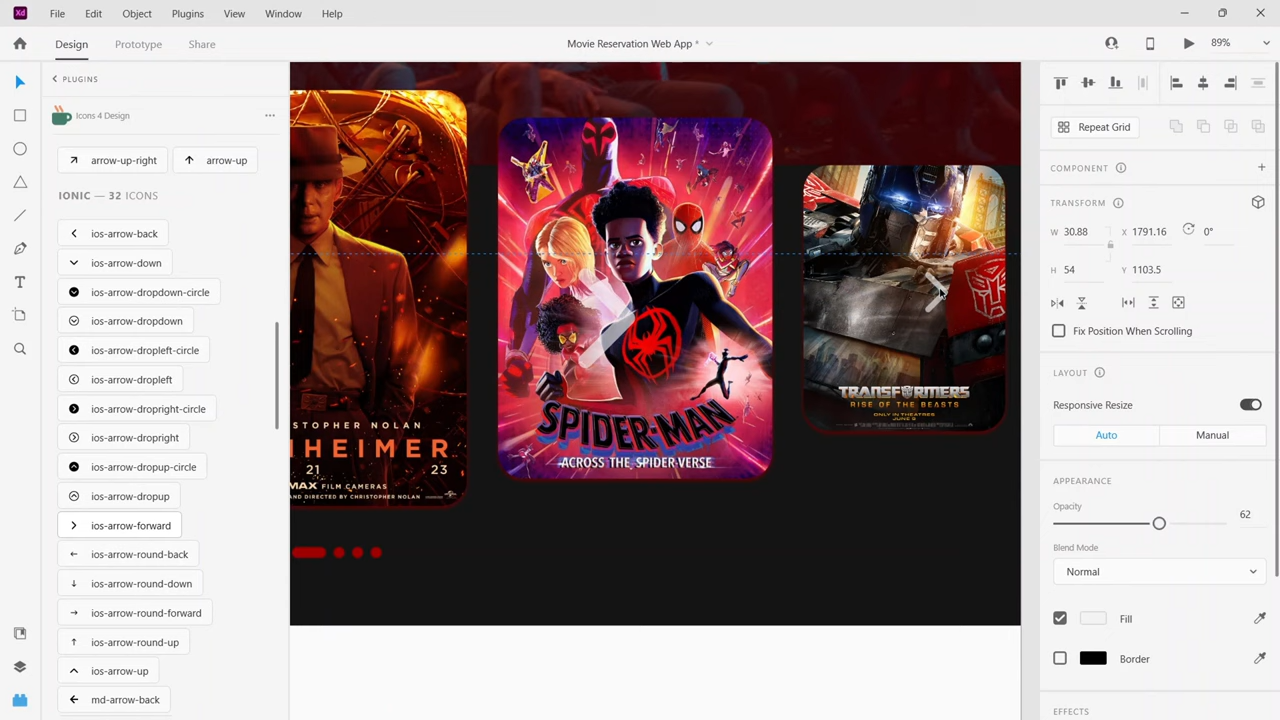 Xd File Edit Object Plugins View Window Help
Design Prototype Share Movie Reservation Web App * 89%
PLUGINS
Icons 4 Design
arrow-up-right arrow-up
IONIC — 32 ICONS
ios-arrow-back
ios-arrow-down
ios-arrow-dropdown-circle
ios-arrow-dropdown
ios-arrow-dropleft-circle
ios-arrow-dropleft
ios-arrow-dropright-circle
ios-arrow-dropright
ios-arrow-dropup-circle
ios-arrow-dropup
ios-arrow-forward
ios-arrow-round-back
ios-arrow-round-down
ios-arrow-round-forward
ios-arrow-round-up
ios-arrow-up
md-arrow-back
STOPHER NOLAN
HEIMER
21 23
MAX FILM CAMERAS
AND DIRECTED BY CHRISTOPHER NOLAN
SPIDER-MAN
ACROSS THE SPIDER-VERSE
TRANSFORMERS
RISE OF THE BEASTS
ONLY IN THEATRES
JUNE 9
Repeat Grid
COMPONENT
TRANSFORM
W 30.88 X 1791.16 0°
H 54 Y 1103.5
Fix Position When Scrolling
LAYOUT
Responsive Resize
Auto Manual
APPEARANCE
Opacity
62
Blend Mode
Normal
Fill
Border
EFFECTS